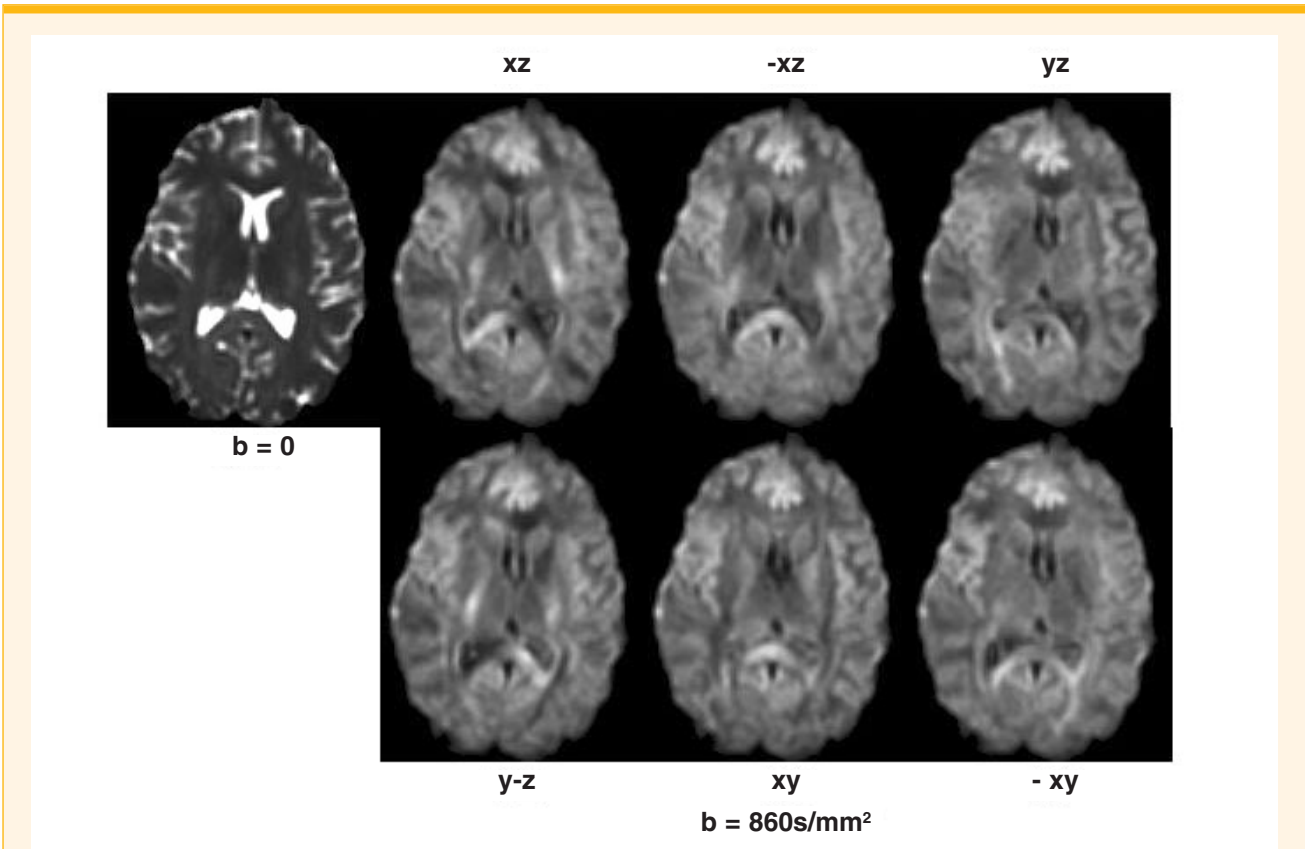 xz -xz yz
b = 0
y-z xy - xy
b = 860s/mm²